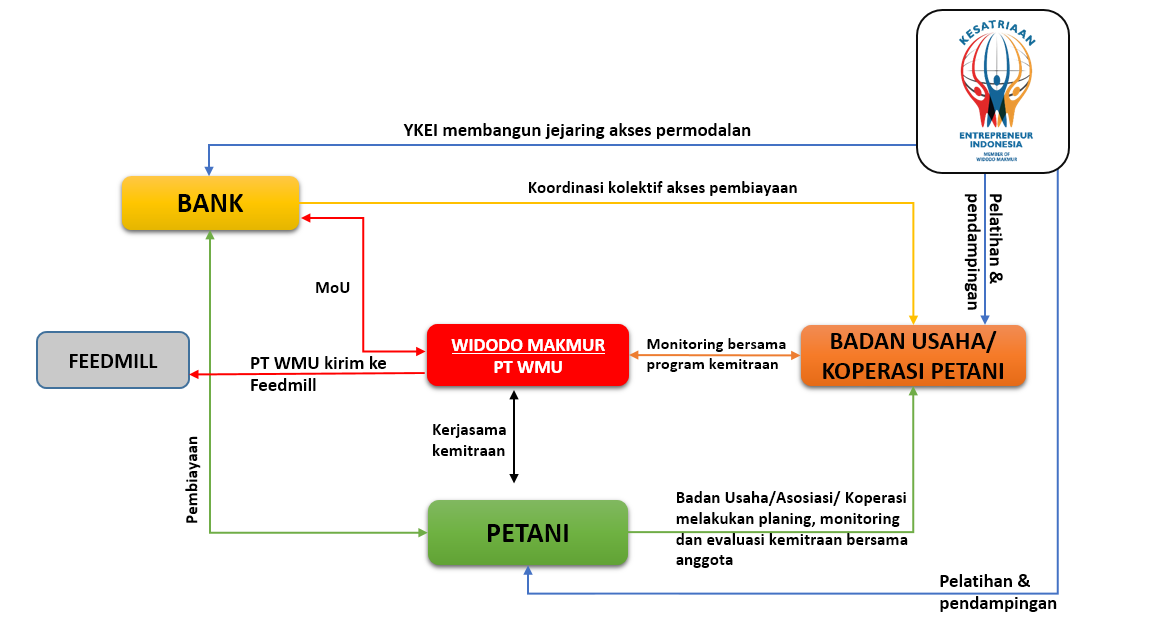 KESATRIAAN
ENTREPRENEUR
INDONESIA
MEMBER OF
WIDODO MAKMUR
YKEI membangun jejaring akses permodalan
BANK
Koordinasi kolektif akses pembiayaan
Pelatihan &
pendampingan
MoU
FEEDMILL
PT WMU kirim ke
Feedmill
WIDODO MAKMUR
PT WMU
Monitoring bersama
program kemitraan
BADAN USAHA/
KOPERASI PETANI
Kerjasama
kemitraan
Pembiayaan
PETANI
Badan Usaha/Asosiasi/ Koperasi
melakukan planing, monitoring
dan evaluasi kemitraan bersama
anggota
Pelatihan &
pendampingan